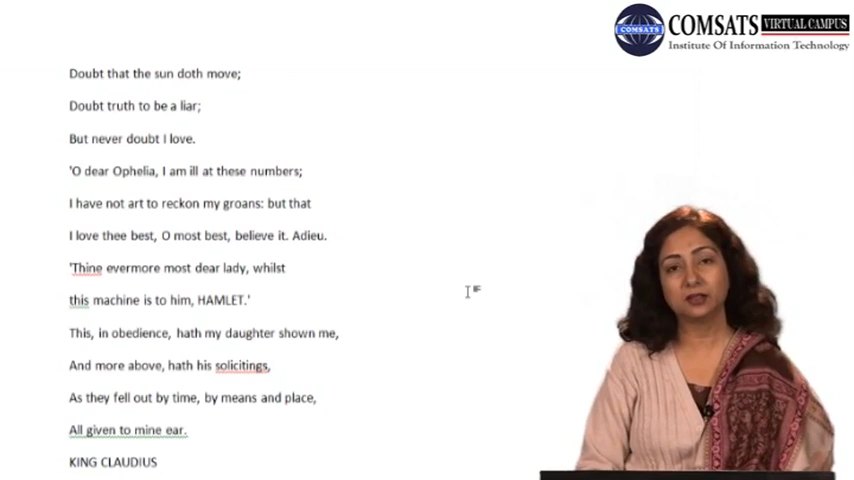 COMSATS VIRTUAL CAMPUS
COMSATS
Institute Of Information Technology
Doubt that the sun doth move;
Doubt truth to be a liar;
But never doubt I love.
'O dear Ophelia, I am ill at these numbers;
I have not art to reckon my groans: but that
I love thee best, O most best, believe it. Adieu.
'Thine evermore most dear lady, whilst
this machine is to him, HAMLET.'
This, in obedience, hath my daughter shown me,
And more above, hath his solicitings,
As they fell out by time, by means and place,
All given to mine ear.
KING CLAUDIUS